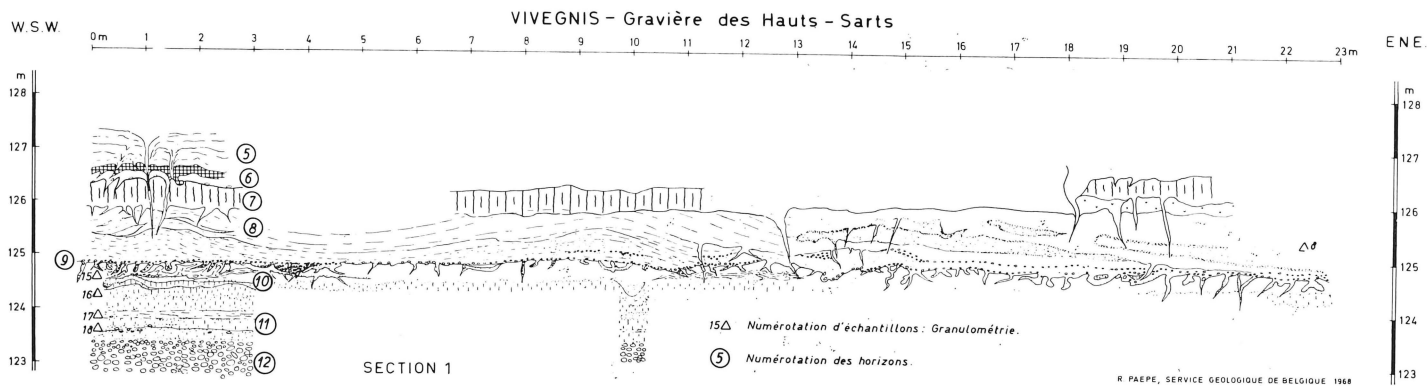 VIVEGNIS - Gravière des Hauts - Sarts
W.S.W.
0m 1 2 3 4 5 6 7 8 9 10 11 12 13 14 15 16 17 18 19 20 21 22 23m
E N E.
m
128
127
126
125
124
123
5
6
7
8
9
10
11
12
15
16
17
18
8
m
128
127
126
125
124
123
15 Numérotation d'échantillons: Granulométrie.
5 Numérotation des horizons.
SECTION 1
R. PAEPE, SERVICE GEOLOGIQUE DE BELGIQUE 1968